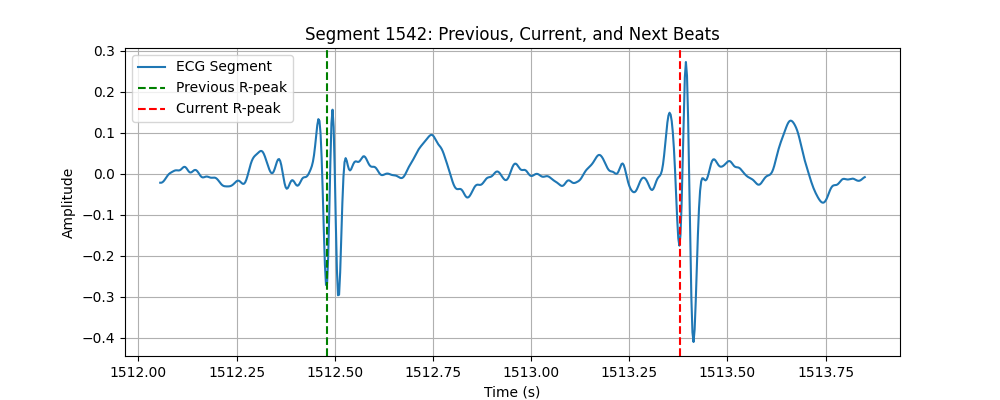 Segment 1542: Previous, Current, and Next Beats
ECG Segment
Previous R-peak
Current R-peak
0.3
0.2
0.1
0.0
−0.1
−0.2
−0.3
−0.4
Amplitude
1512.00 1512.25 1512.50 1512.75 1513.00 1513.25 1513.50 1513.75
Time (s)